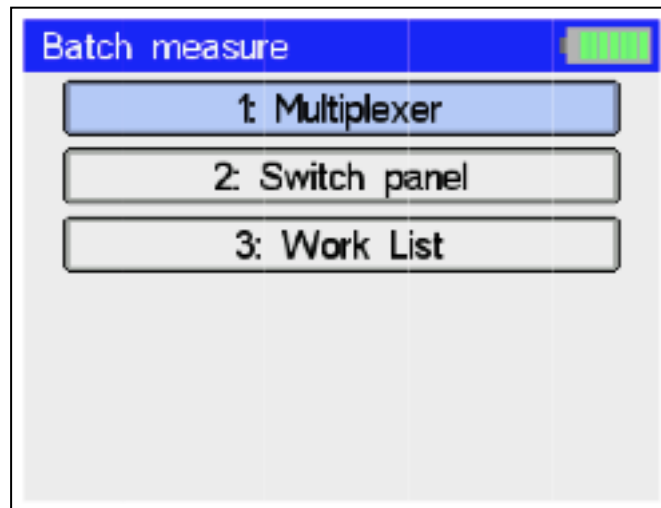 Batch measure
1: Multiplexer
2: Switch panel
3: Work List